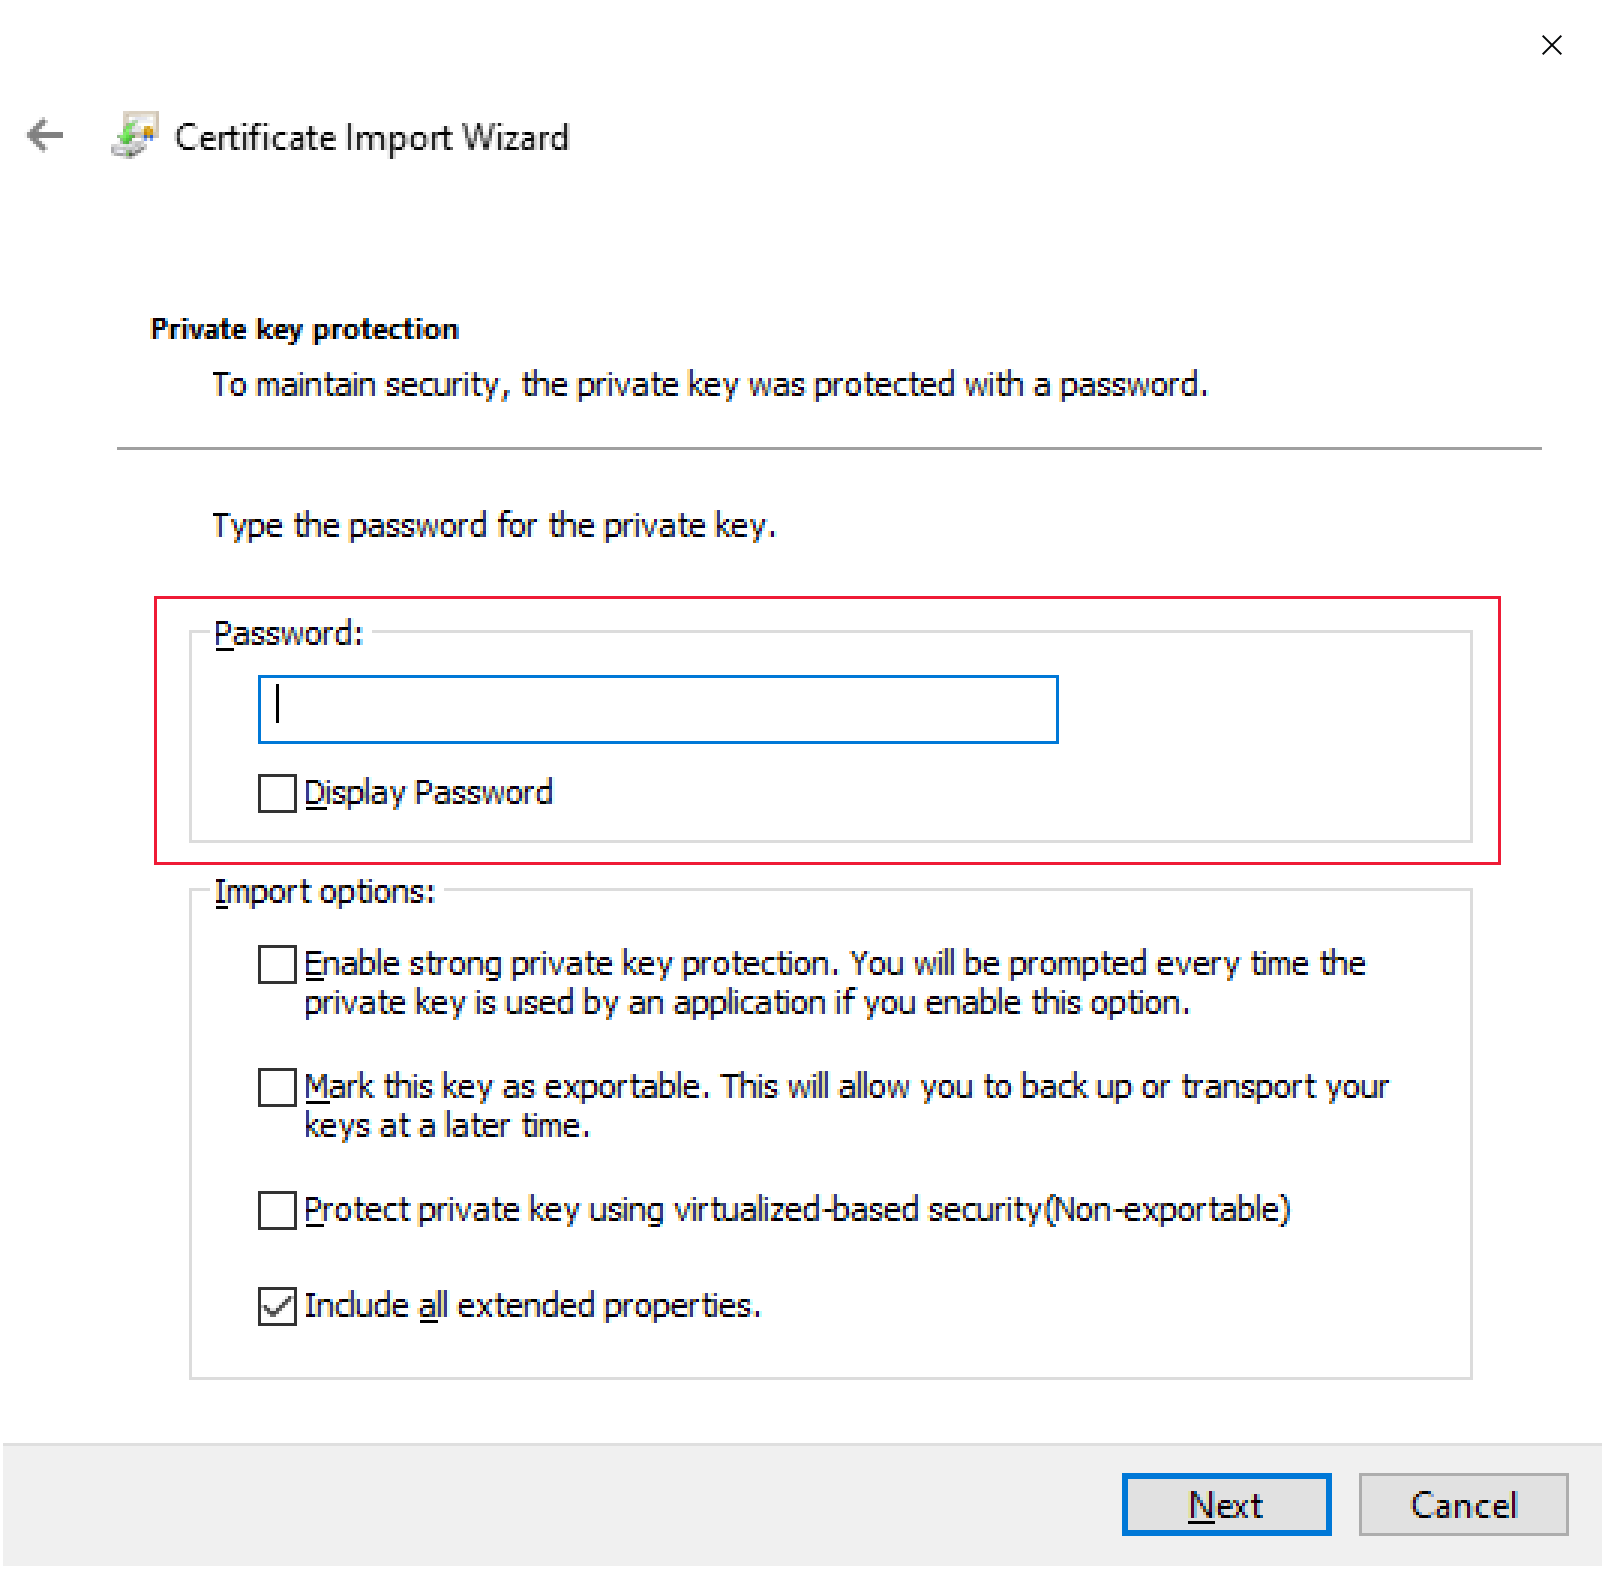 Certificate Import Wizard
Private key protection
To maintain security, the private key was protected with a password.
Type the password for the private key.
Password:
Display Password
Import options:
Enable strong private key protection. You will be prompted every time the
private key is used by an application if you enable this option.
Mark this key as exportable. This will allow you to back up or transport your
keys at a later time.
Protect private key using virtualized-based security(Non-exportable)
Include all extended properties.
Next
Cancel